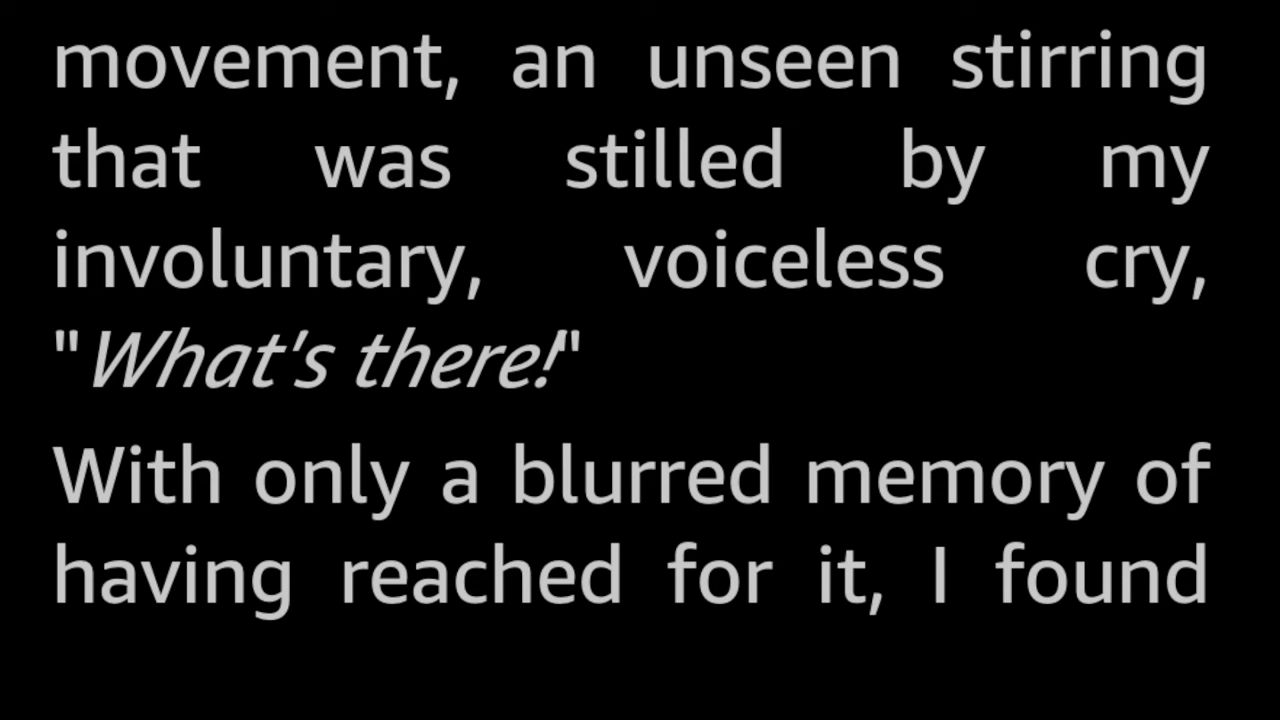 movement, an unseen stirring
that was stilled by my
involuntary, voiceless cry,
"What's there!"
With only a blurred memory of
having reached for it, I found